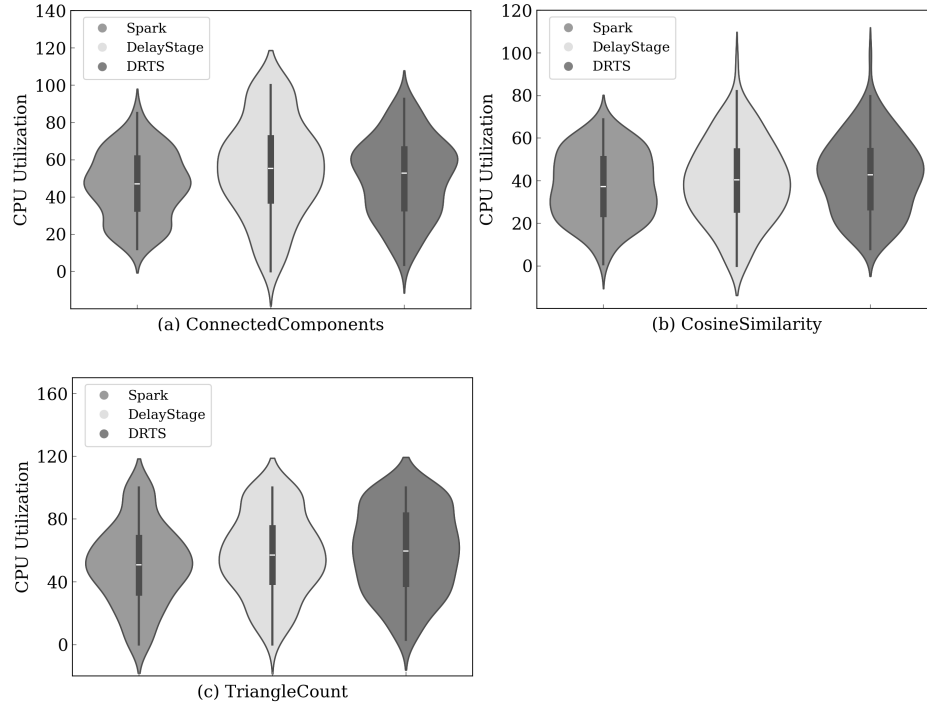 140
120
100
80
60
40
20
0
CPU Utilization
Spark
DelayStage
DRTS
(a) ConnectedComponents
120
100
80
60
40
20
0
CPU Utilization
Spark
DelayStage
DRTS
(b) CosineSimilarity
160
120
80
40
0
CPU Utilization
Spark
DelayStage
DRTS
(c) TriangleCount